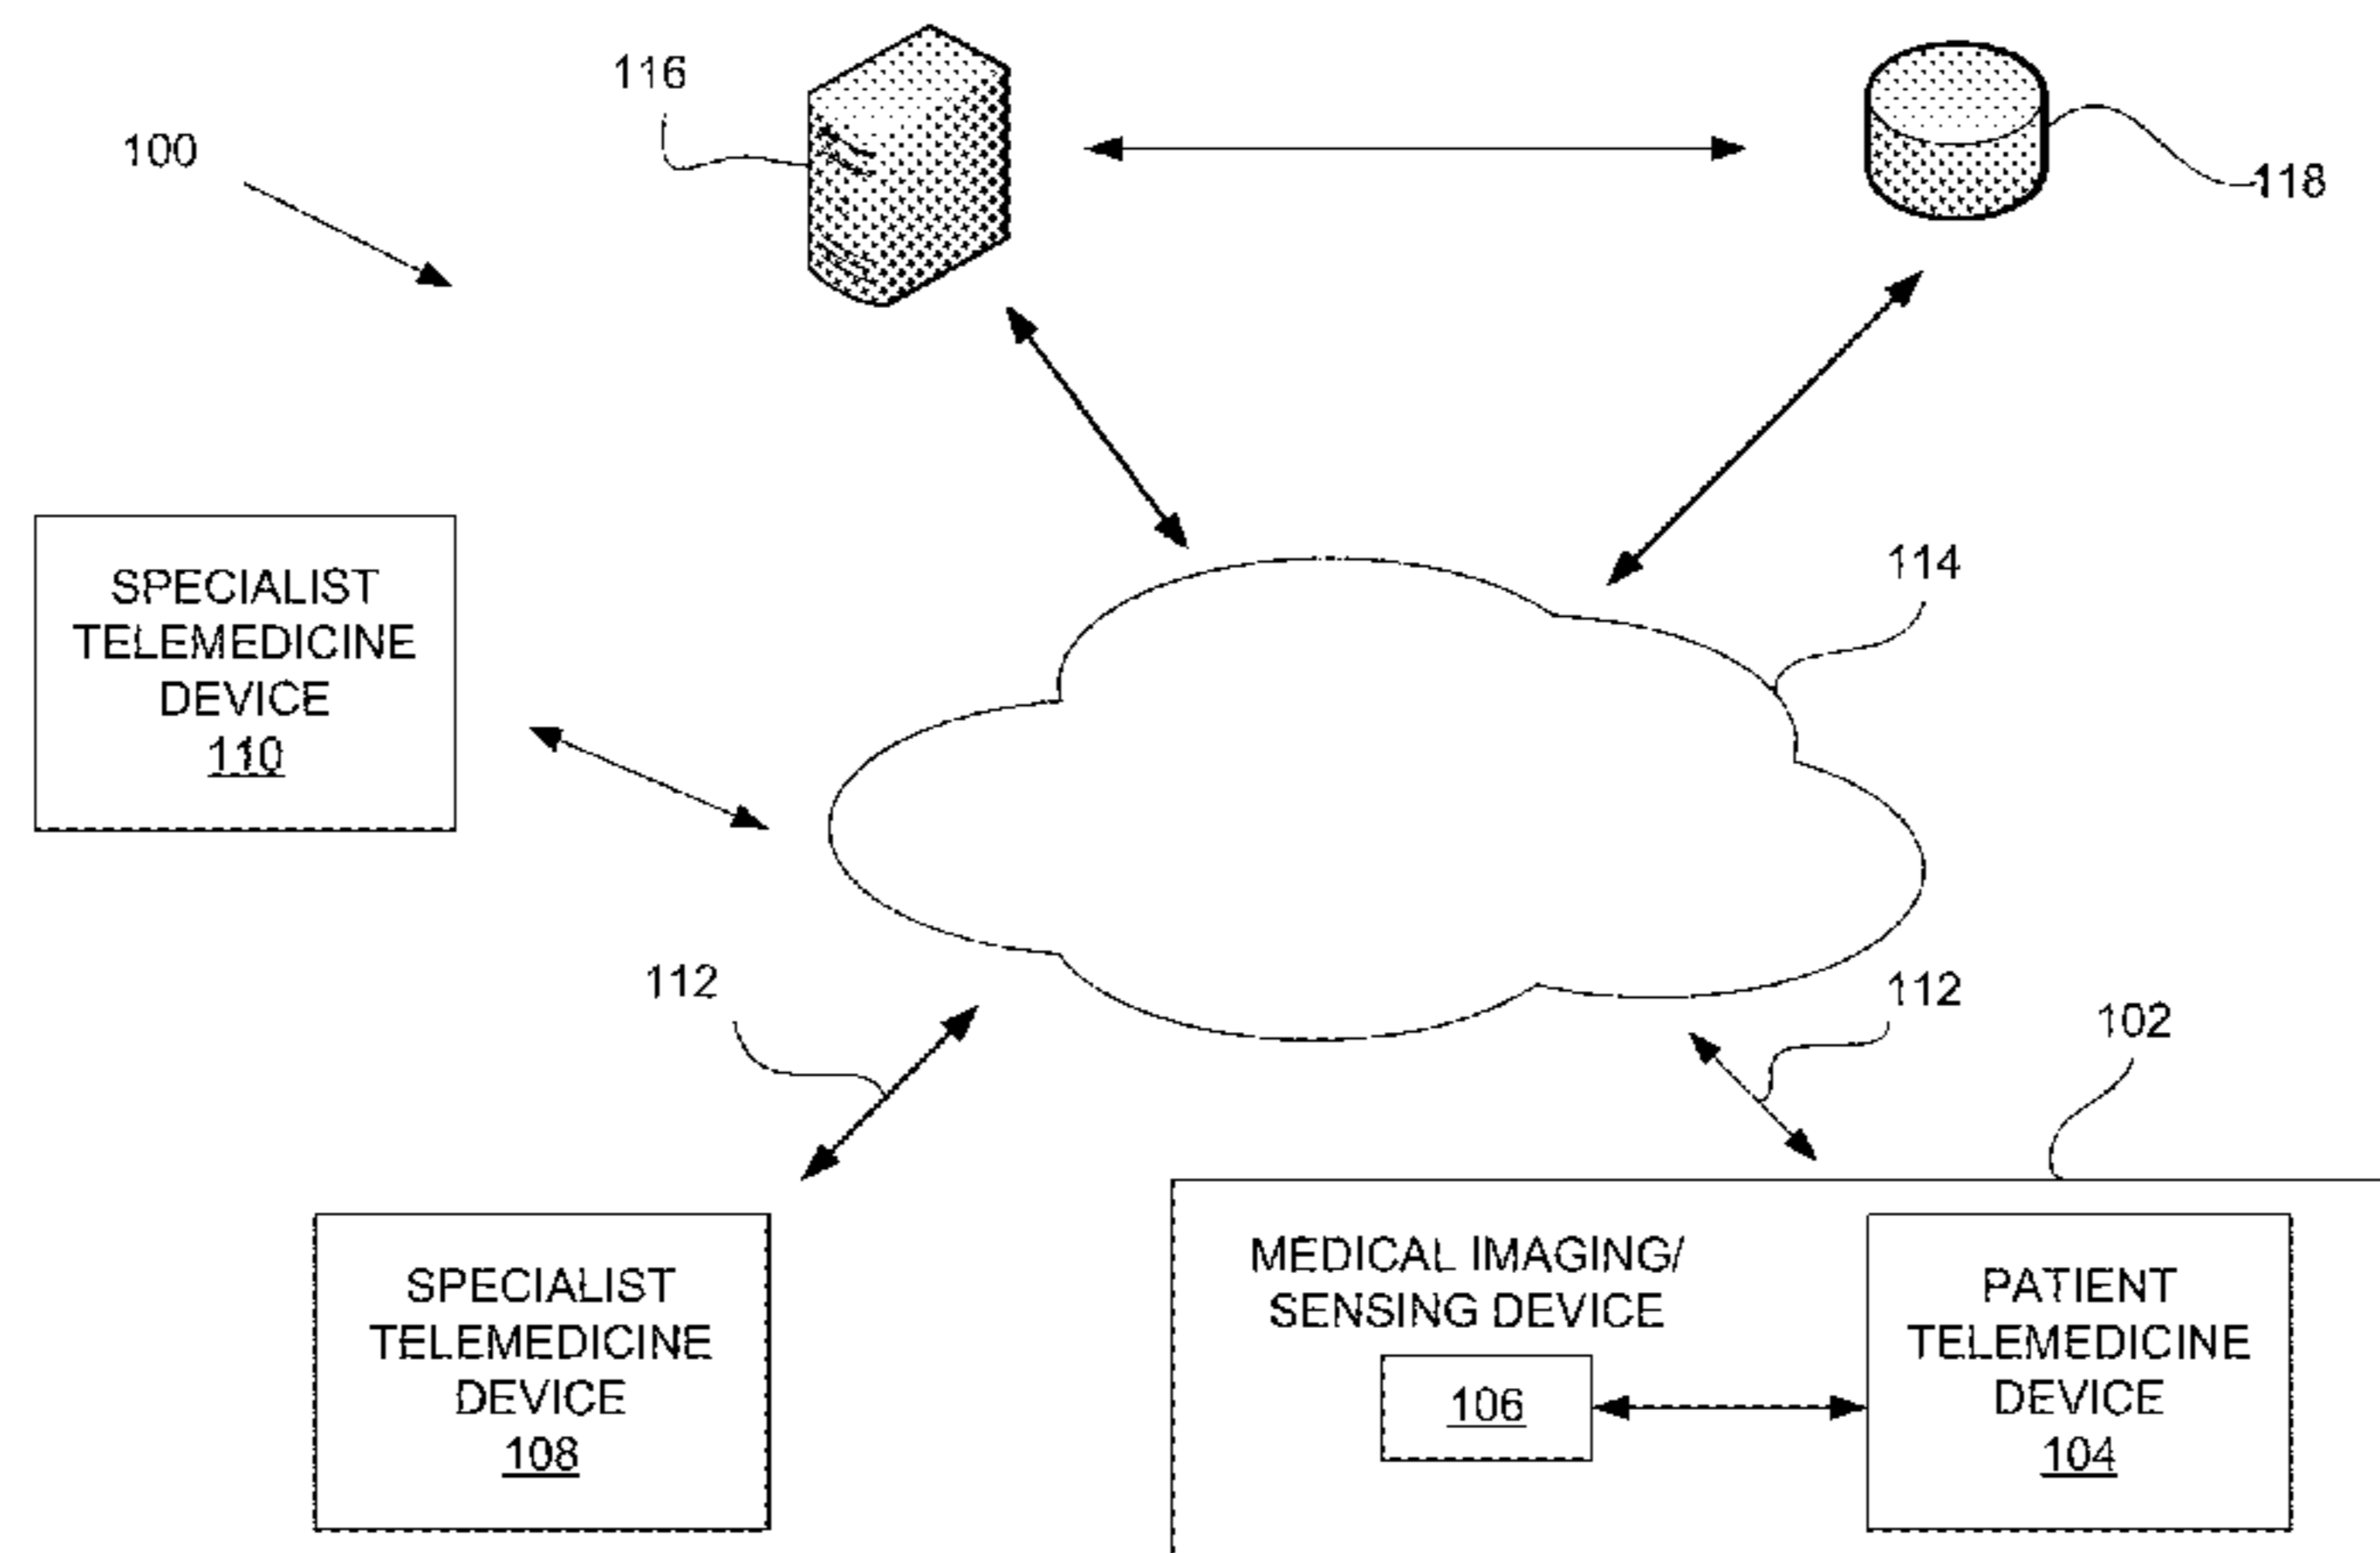 116
100
118
SPECIALIST
TELEMEDICINE
DEVICE
110
114
112
112
102
SPECIALIST
TELEMEDICINE
DEVICE
108
MEDICAL IMAGING/
SENSING DEVICE
106
PATIENT
TELEMEDICINE
DEVICE
104